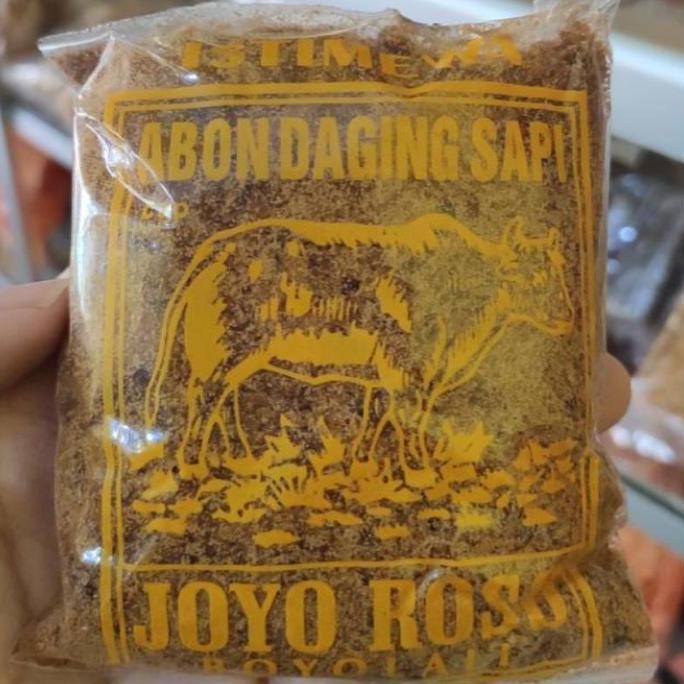 ISTIMEWA
ABON DAGING SAPI
JOYO ROSO
BOYOLALI